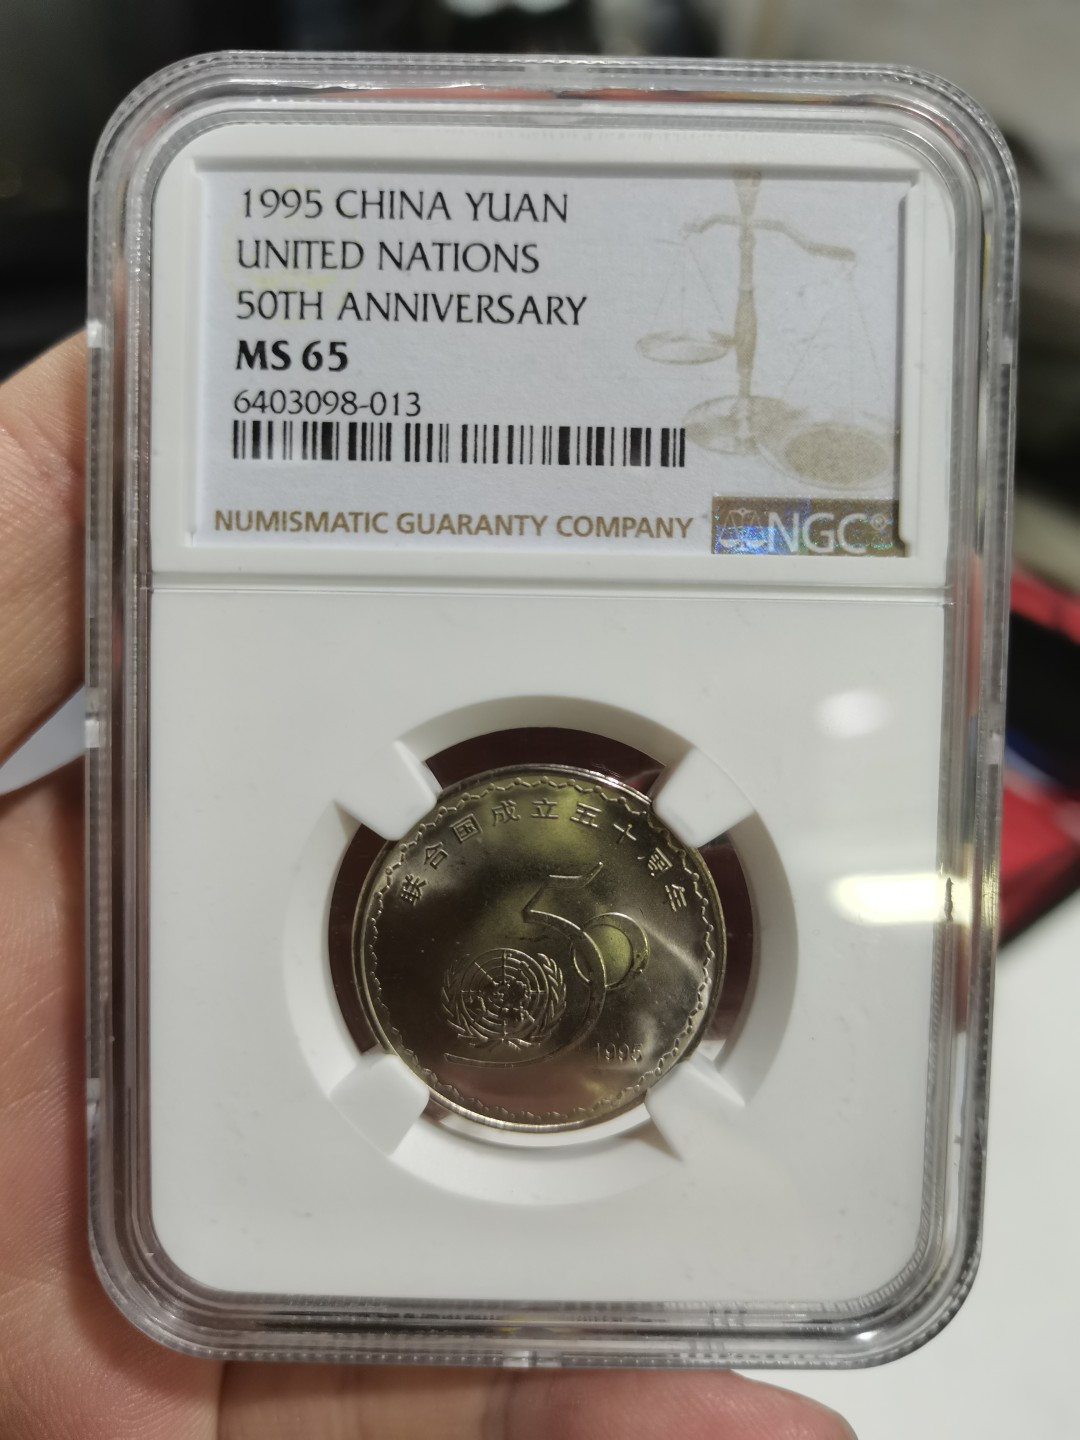 1995 CHINA YUAN
UNITED NATIONS
50TH ANNIVERSARY
MS 65
6403098-013
NUMISMATIC GUARANTY COMPANY
NGC®
联合国成立五十周年
50
1995